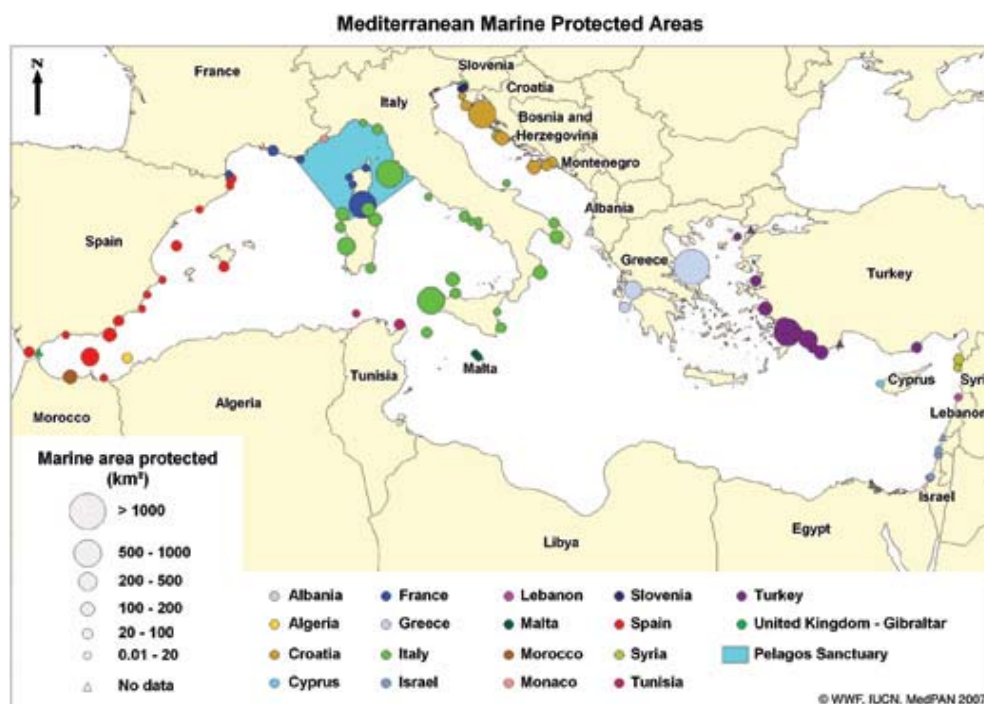 Mediterranean Marine Protected Areas
N
Slovenia
France
Croatia
Italy
Bosnia and
Herzegovina
Montenegro
Albania
Spain
Greece
Turkey
Malta
Cyprus
Syria
Tunisia
Algeria
Morocco
Lebanon
Israel
Egypt
Libya
Marine area protected
(km²)
> 1000
500 - 1000
200 - 500
100 - 200
20 - 100
0.01 - 20
No data
Albania
France
Lebanon
Slovenia
Turkey
Algeria
Greece
Malta
Spain
United Kingdom - Gibraltar
Croatia
Italy
Morocco
Syria
Pelagos Sanctuary
Cyprus
Israel
Monaco
Tunisia
© WWF, IUCN, MedPAN 2007